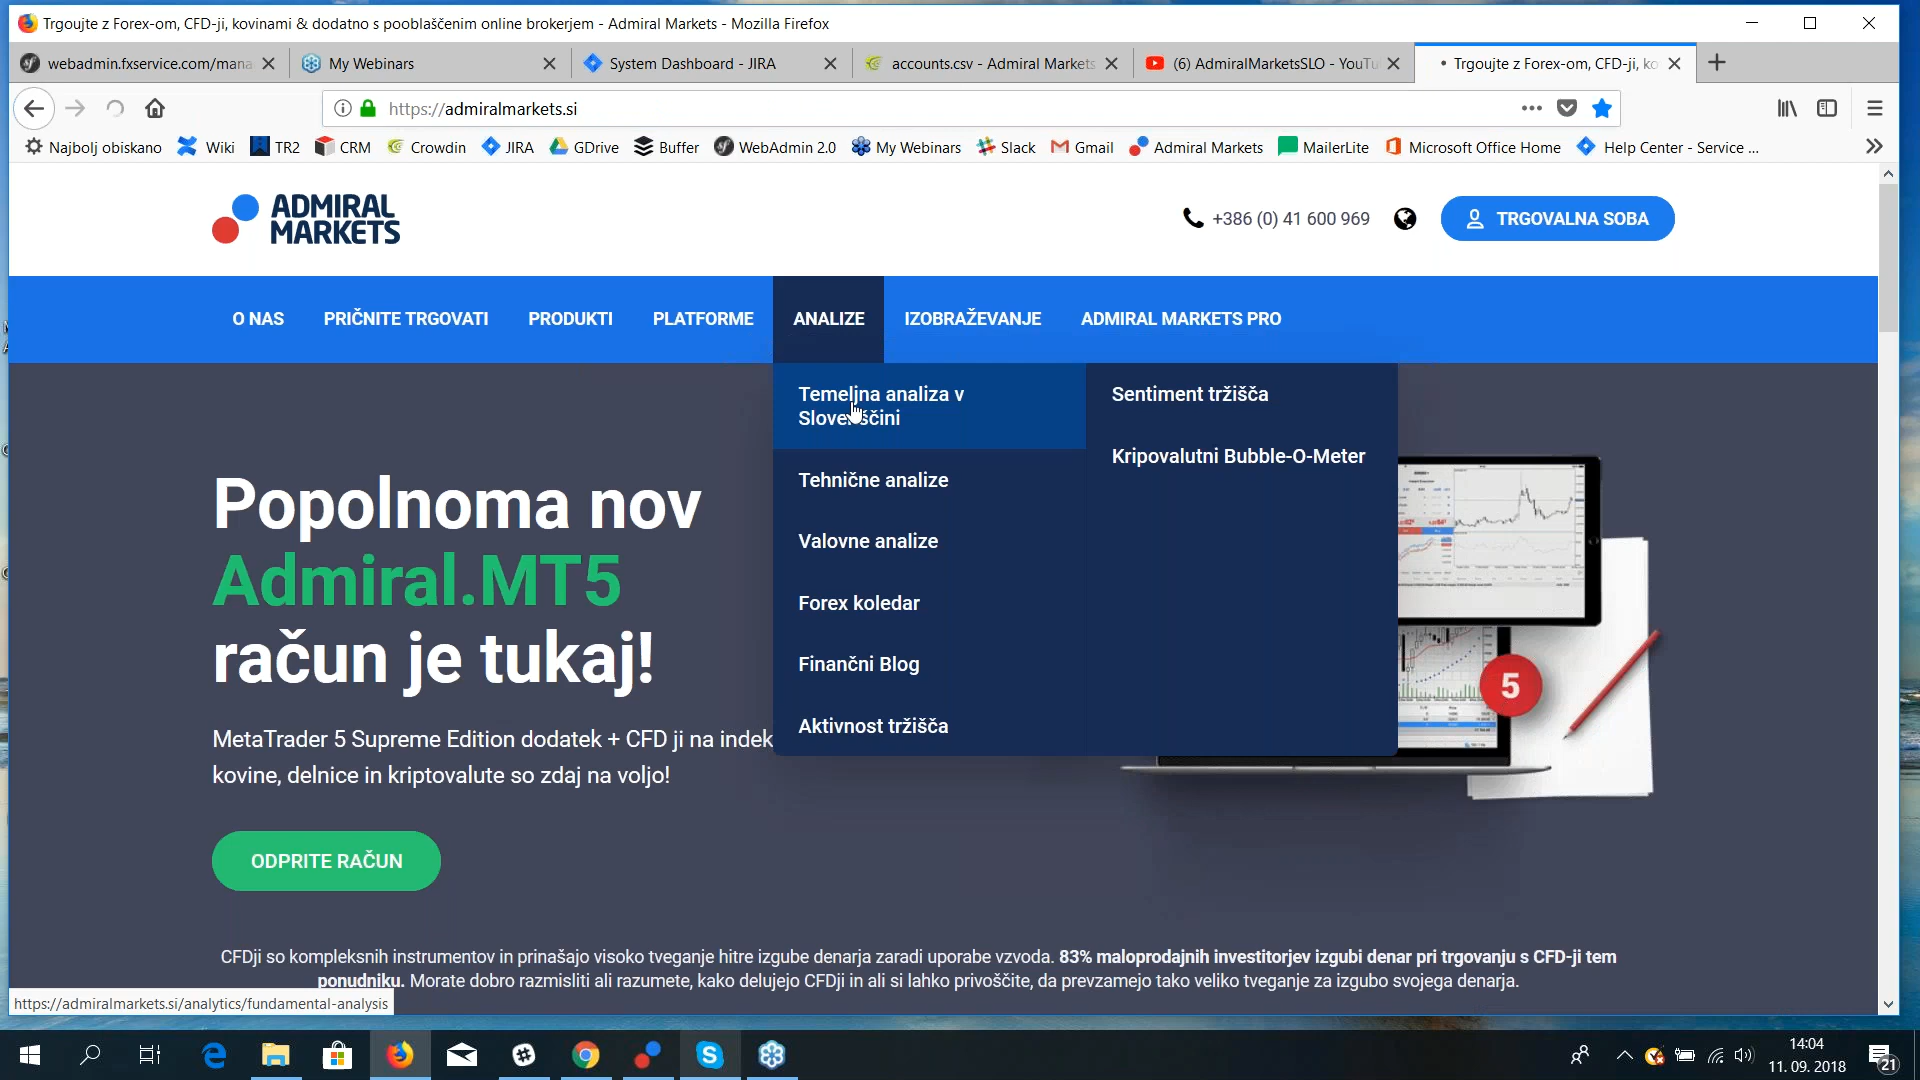 Trgoujte z Forex-om, CFD-ji, kovinami & dodatno s pooblaščenim online brokerjem - Admiral Markets - Mozilla Firefox
webadmin.fxservice.com/mana
My Webinars
System Dashboard - JIRA
accounts.csv - Admiral Markets
(6) AdmiralMarketsSLO - YouTu
Trgoujte z Forex-om, CFD-ji, ko
https://admiralmarkets.si
Najbolj obiskano
Wiki
TR2
CRM
Crowdin
JIRA
GDrive
Buffer
WebAdmin 2.0
My Webinars
Slack
Gmail
Admiral Markets
MailerLite
Microsoft Office Home
Help Center - Service ...
ADMIRAL
MARKETS
+386 (0) 41 600 969
TRGOVALNA SOBA
O NAS
PRIČNITE TRGOVATI
PRODUKTI
PLATFORME
ANALIZE
IZOBRAŽEVANJE
ADMIRAL MARKETS PRO
Temeljna analiza v
Slovenščini
Tehnične analize
Valovne analize
Forex koledar
Finančni Blog
Aktivnost tržišča
Sentiment tržišča
Kripovalutni Bubble-O-Meter
Popolnoma nov
Admiral.MT5
račun je tukaj!
MetaTrader 5 Supreme Edition dodatek + CFD ji na indek
kovine, delnice in kriptovalute so zdaj na voljo!
5
ODPRITE RAČUN
CFDji so kompleksnih instrumentov in prinašajo visoko tveganje hitre izgube denarja zaradi uporabe vzvoda. 83% maloprodajnih investitorjev izgubi denar pri trgovanju s CFD-ji tem
ponudniku. Morate dobro razmisliti ali razumete, kako delujejo CFDji in ali si lahko privoščite, da prevzamejo tako veliko tveganje za izgubo svojega denarja.
https://admiralmarkets.si/analytics/fundamental-analysis
14:04
11. 09. 2018
21